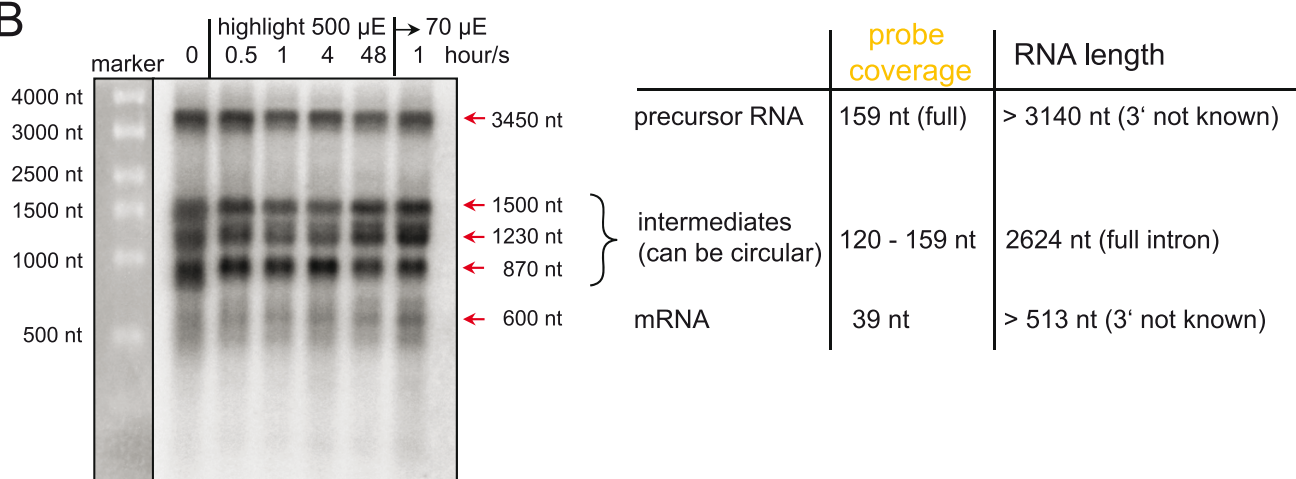 B
highlight 500 µE → 70 µE
marker 0 0.5 1 4 48 1 hour/s
4000 nt
3000 nt
2500 nt
1500 nt
1000 nt
500 nt
3450 nt
1500 nt
1230 nt
870 nt
600 nt
probe
coverage
RNA length
precursor RNA 159 nt (full) > 3140 nt (3‘ not known)
intermediates
(can be circular) 120 - 159 nt 2624 nt (full intron)
mRNA 39 nt > 513 nt (3‘ not known)